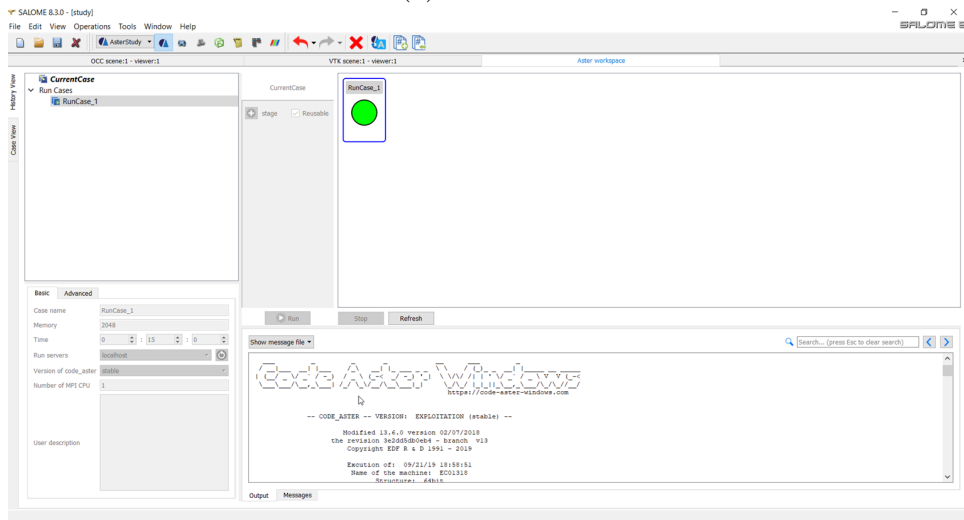 SALOME 8.3.0 - [study]
File Edit View Operations Tools Window Help
SALOME 8
AsterStudy
OCC scene:1 - viewer:1
VTK scene:1 - viewer:1
Aster workspace
History View
Case View
CurrentCase
Run Cases
RunCase_1
CurrentCase
RunCase_1
stage
Reusable
Basic Advanced
Case name RunCase_1
Memory 2048
Time 0 : 15 : 0
Run servers localhost
Version of code_aster stable
Number of MPI CPU 1
User description
Run Stop Refresh
Show message file
Search... (press Esc to clear search)
https://code-aster-windows.com
-- CODE_ASTER -- VERSION: EXPLOITATION (stable) --
Modified 13.6.0 version 02/07/2018
the revision 3e2dd5db0eb4 - branch v13
Copyright EDF R & D 1991 - 2019
Excution of: 09/21/19 18:58:51
Name of the machine: EC01318
Structure: 64bit
Output Messages